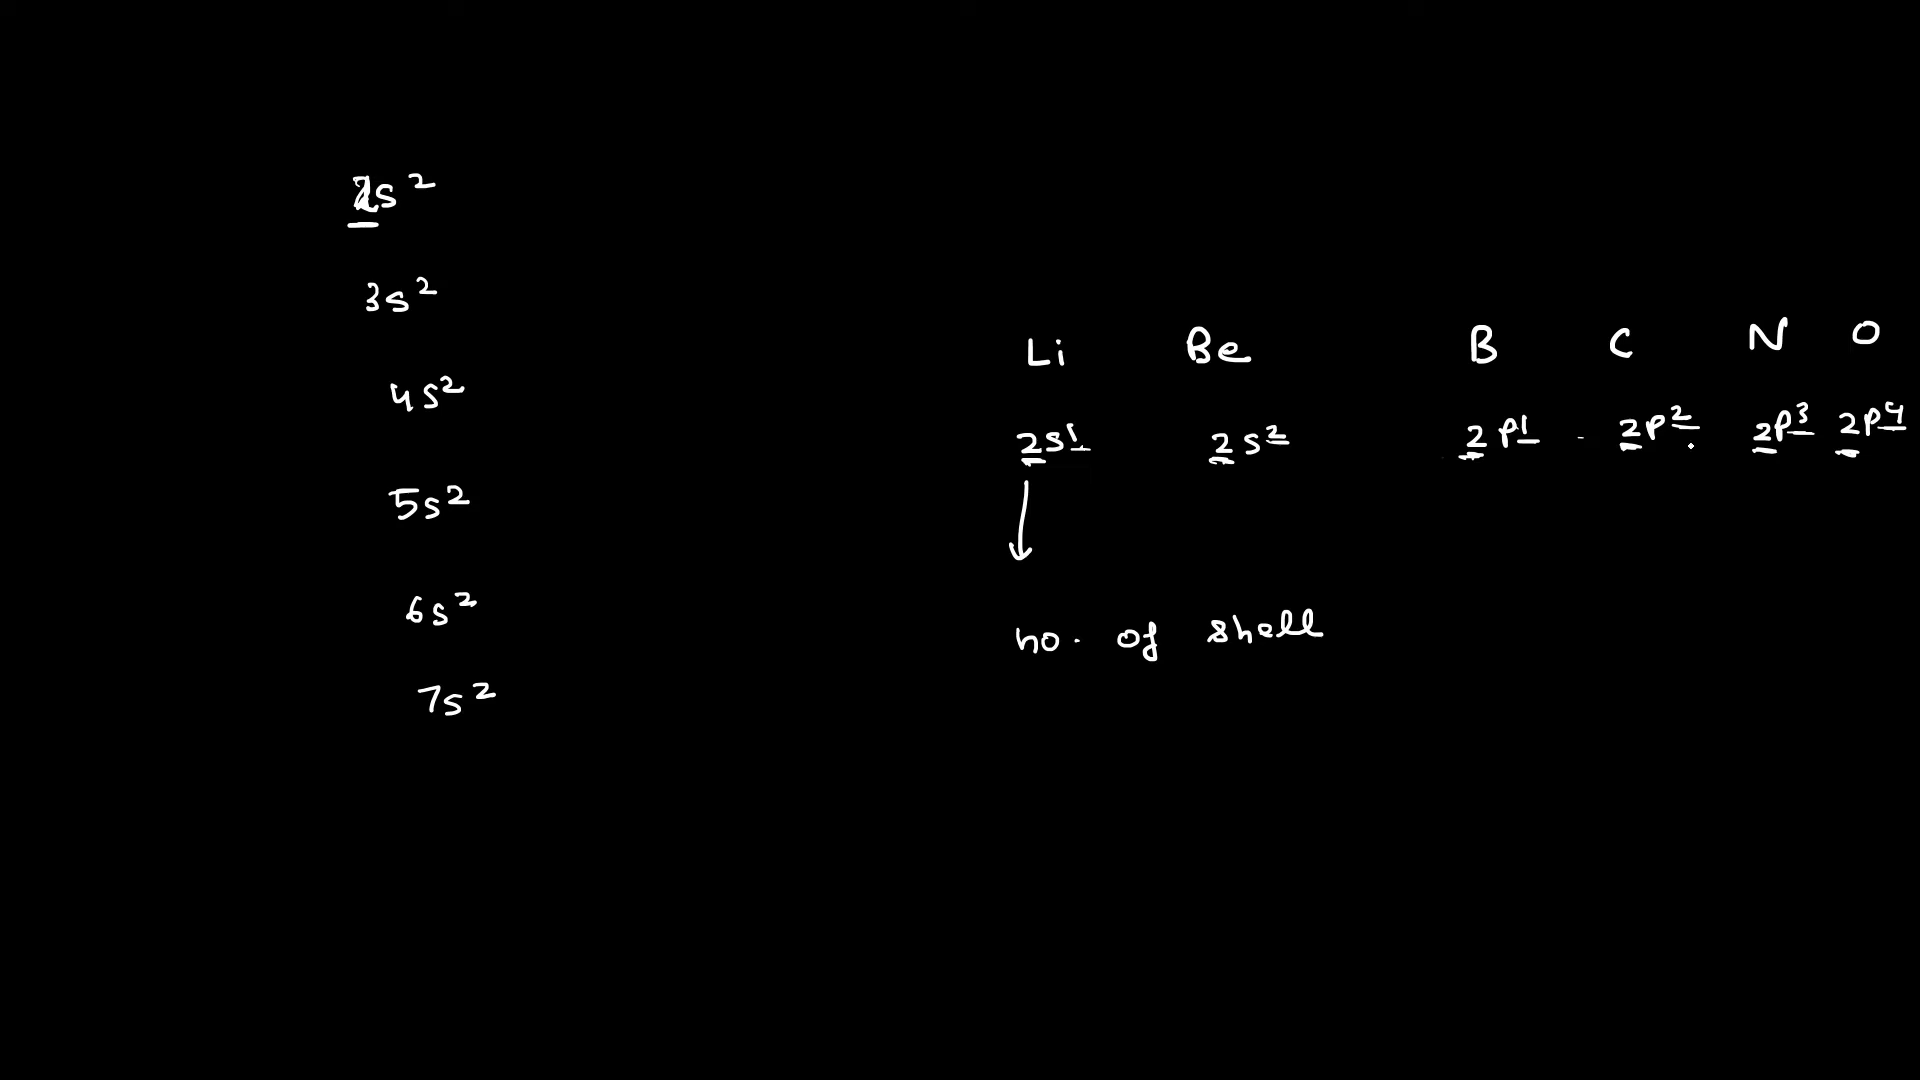 2s²
3s²
4s²
5s²
6s²
7s²
Li Be B C N O
2s¹ 2s² 2p¹ 2p² 2p³ 2p⁴
no. of shell